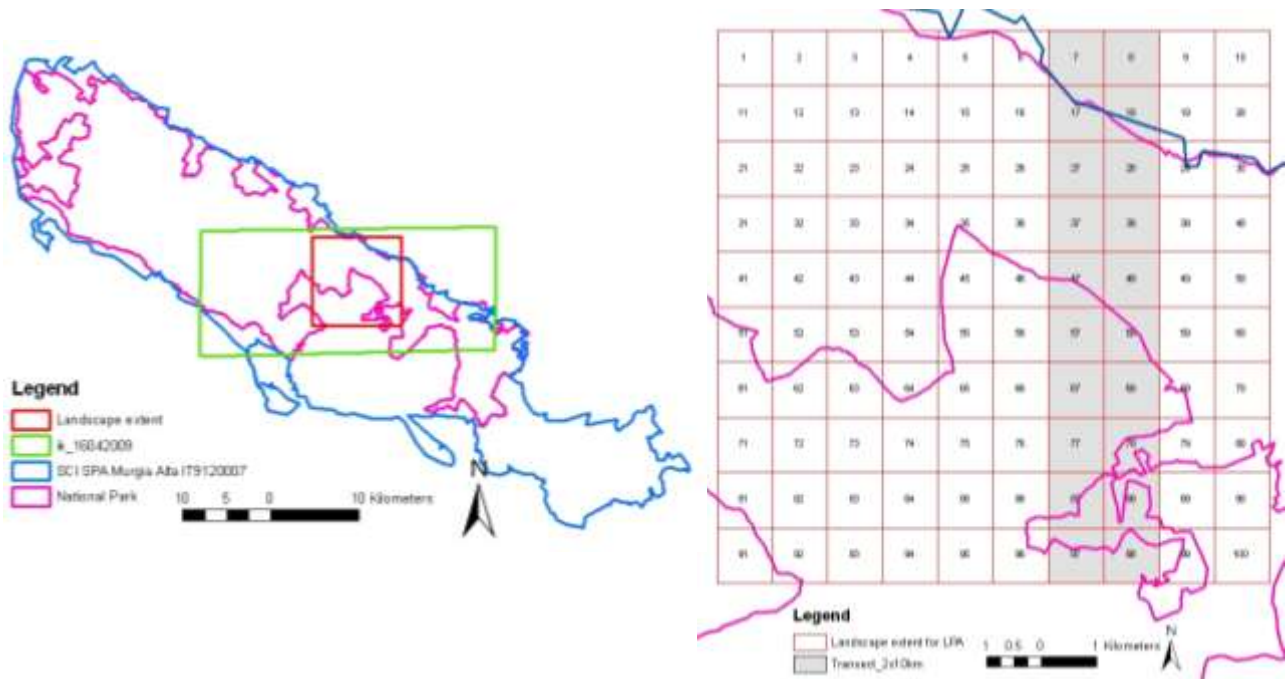 Legend
Landscape extent
SCI SPA Murgia Alta IT9120007
National Park
N
10 5 0 10 Kilometers
1 2 3 4 5 6 7 8 9 10
11 12 13 14 15 16 17 18 19 20
21 22 23 24 25 26 27 28 29 30
31 32 33 34 35 36 37 38 39 40
41 42 43 44 45 46 47 48 49 50
51 52 53 54 55 56 57 58 59 60
61 62 63 64 65 66 67 68 69 70
71 72 73 74 75 76 77 78 79 80
81 82 83 84 85 86 87 88 89 90
91 92 93 94 95 96 97 98 99 100
Legend
Landscape extent for LPA
Transect_2x10km
1 0.5 0 1 Kilometers
N